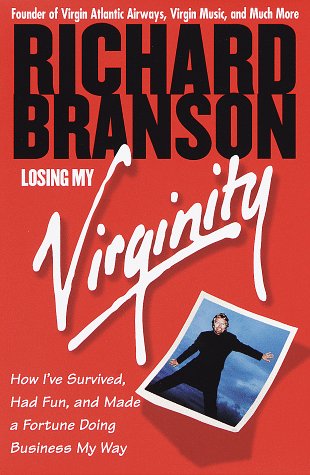 Founder of Virgin Atlantic Airways, Virgin Music, and Much More
RICHARD
BRANSON
LOSING MY
Virginity
How I've Survived,
Had Fun, and Made
a Fortune Doing
Business My Way